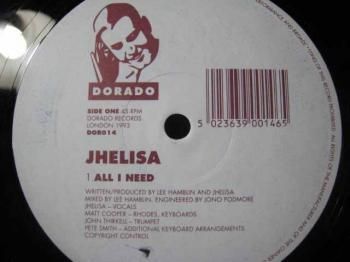 DORADO
SIDE ONE 45 RPM
DORADO RECORDS
LONDON 1993
DOR014
5 023639 001465
JHELISA
1 ALL I NEED
WRITTEN/PRODUCED BY LEE HAMBLIN AND JHELISA
MIXED BY LEE HAMBLIN. ENGINEERED BY JONO PODMORE
JHELISA – VOCALS
MATT COOPER – RHODES, KEYBOARDS
JOHN THIRKELL – TRUMPET
PETE SMITH – ADDITIONAL KEYBOARD ARRANGEMENTS
COPYRIGHT CONTROL